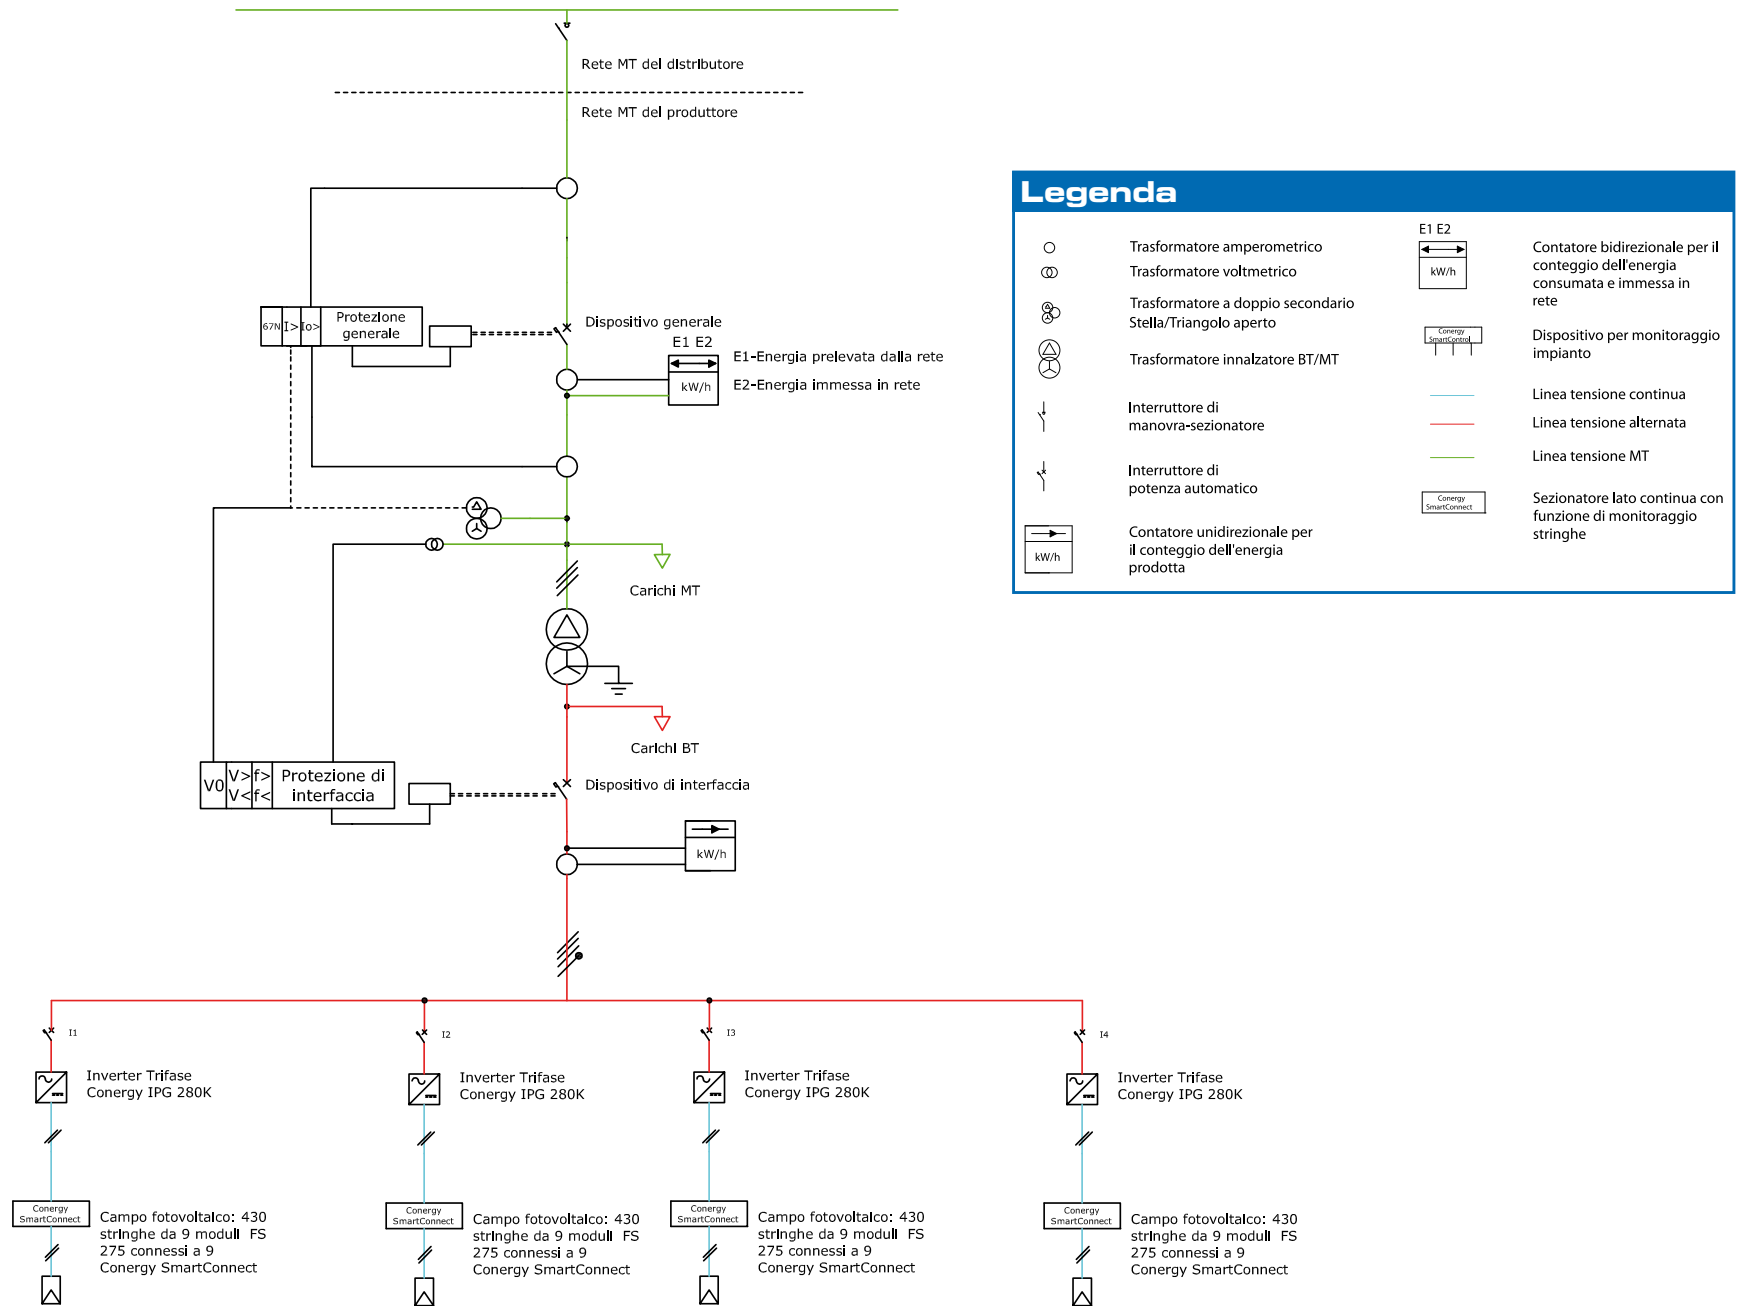 Rete MT del distributore
Rete MT del produttore
67N I> Io> Protezione
generale
Dispositivo generale
E1 E2
kW/h
E1-Energia prelevata dalla rete
E2-Energia immessa in rete
Carichi MT
Carichi BT
V0 V> f> Protezione di
V< f< interfaccia
Dispositivo di interfaccia
kW/h
I1
I2
I3
I4
Inverter Trifase
Conergy IPG 280K
Inverter Trifase
Conergy IPG 280K
Inverter Trifase
Conergy IPG 280K
Inverter Trifase
Conergy IPG 280K
Conergy
SmartConnect
Campo fotovoltaico: 430
stringhe da 9 moduli FS
275 connessi a 9
Conergy SmartConnect
Conergy
SmartConnect
Campo fotovoltaico: 430
stringhe da 9 moduli FS
275 connessi a 9
Conergy SmartConnect
Conergy
SmartConnect
Campo fotovoltaico: 430
stringhe da 9 moduli FS
275 connessi a 9
Conergy SmartConnect
Conergy
SmartConnect
Campo fotovoltaico: 430
stringhe da 9 moduli FS
275 connessi a 9
Conergy SmartConnect
Legenda
Trasformatore amperometrico
Trasformatore voltmetrico
Trasformatore a doppio secondario
Stella/Triangolo aperto
Trasformatore innalzatore BT/MT
Interruttore di
manovra-sezionatore
Interruttore di
potenza automatico
kW/h
Contatore unidirezionale per
il conteggio dell'energia
prodotta
E1 E2
kW/h
Contatore bidirezionale per il
conteggio dell'energia
consumata e immessa in
rete
Conergy
SmartControl
Dispositivo per monitoraggio
impianto
Linea tensione continua
Linea tensione alternata
Linea tensione MT
Conergy
SmartConnect
Sezionatore lato continua con
funzione di monitoraggio
stringhe